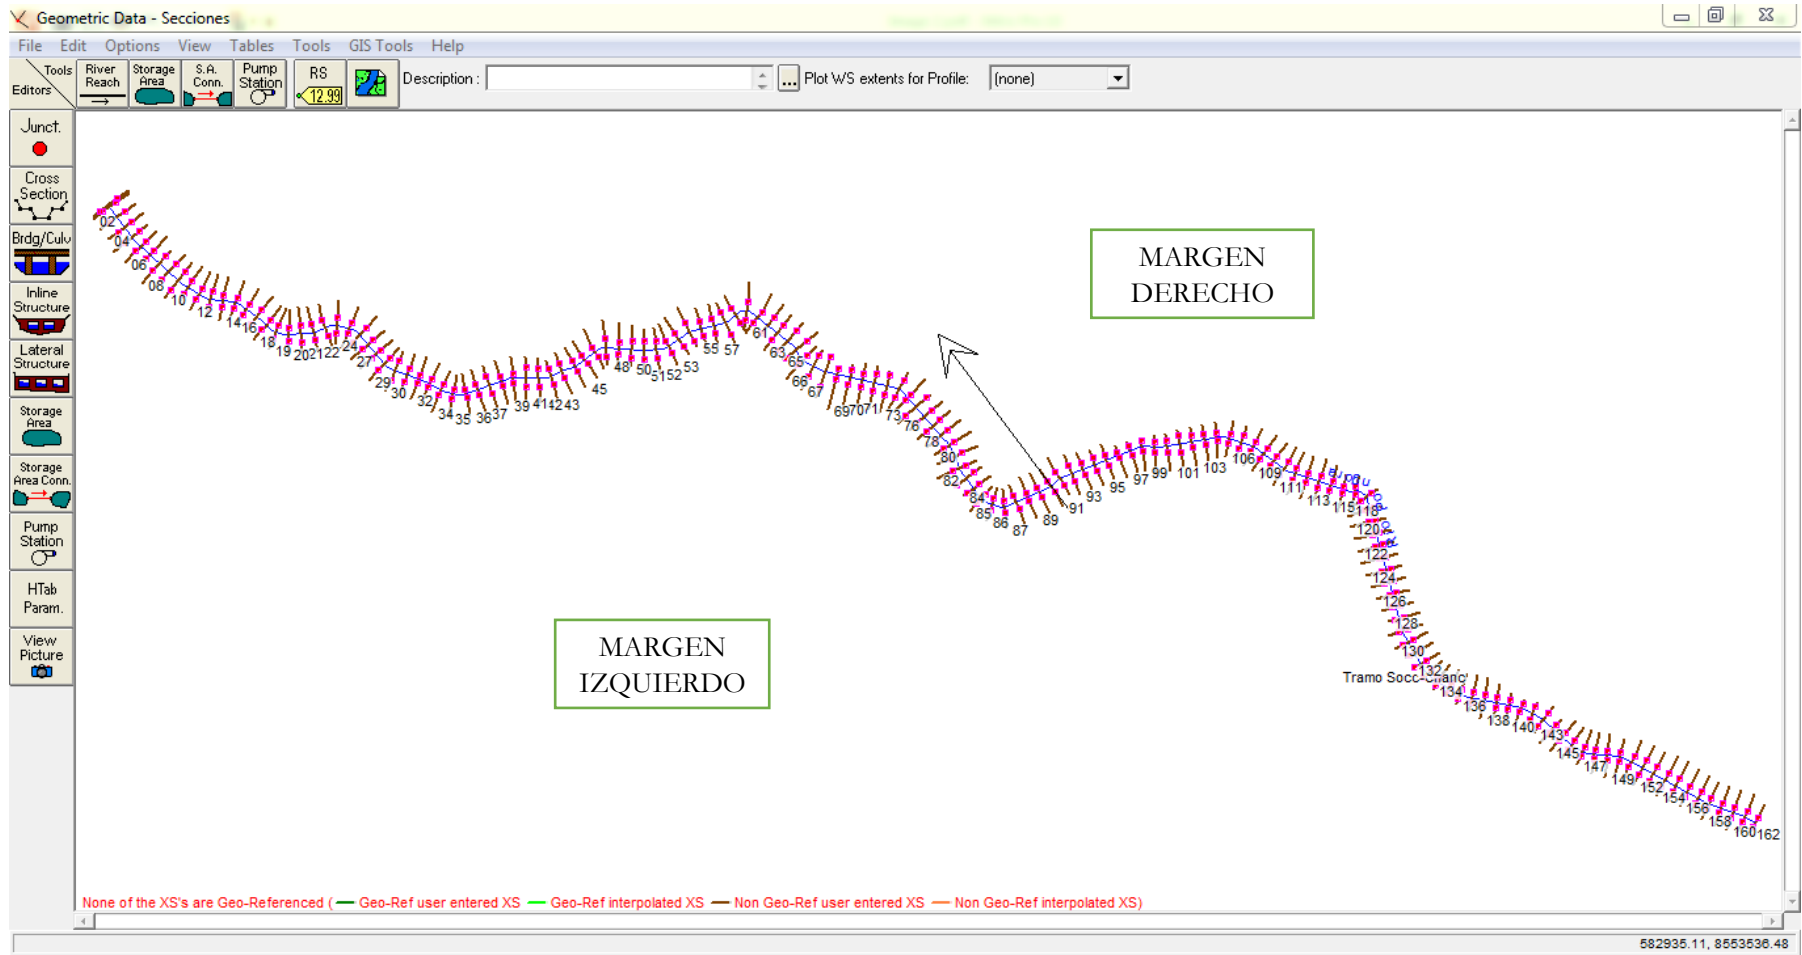 Geometric Data - Secciones
File Edit Options View Tables Tools GIS Tools Help
Tools
Editors
River
Reach
Storage
Area
S.A.
Conn.
Pump
Station
RS
12.99
Description :
... Plot WS extents for Profile: (none)
Junct.
Cross
Section
Brdg/Culv
Inline
Structure
Lateral
Structure
Storage
Area
Storage
Area Conn.
Pump
Station
HTab
Param.
View
Picture
MARGEN
DERECHO
MARGEN
IZQUIERDO
02
04
06
08
10
12
14
16
18
19
20
21
22
24
27
29
30
32
34
35
36
37
39
41
42
43
45
48
50
51
52
53
55
57
61
63
65
66
67
69
70
71
73
76
78
80
82
84
85
86
87
89
91
93
95
97
99
101
103
106
109
111
113
115
118
120
122
124
126
128
130
132
Tramo
134
136
138
140
143
145
147
149
152
154
156
158
160
162
None of the XS's are Geo-Referenced ( Geo-Ref user entered XS Geo-Ref interpolated XS Non Geo-Ref user entered XS Non Geo-Ref interpolated XS)
582935.11, 8553536.48